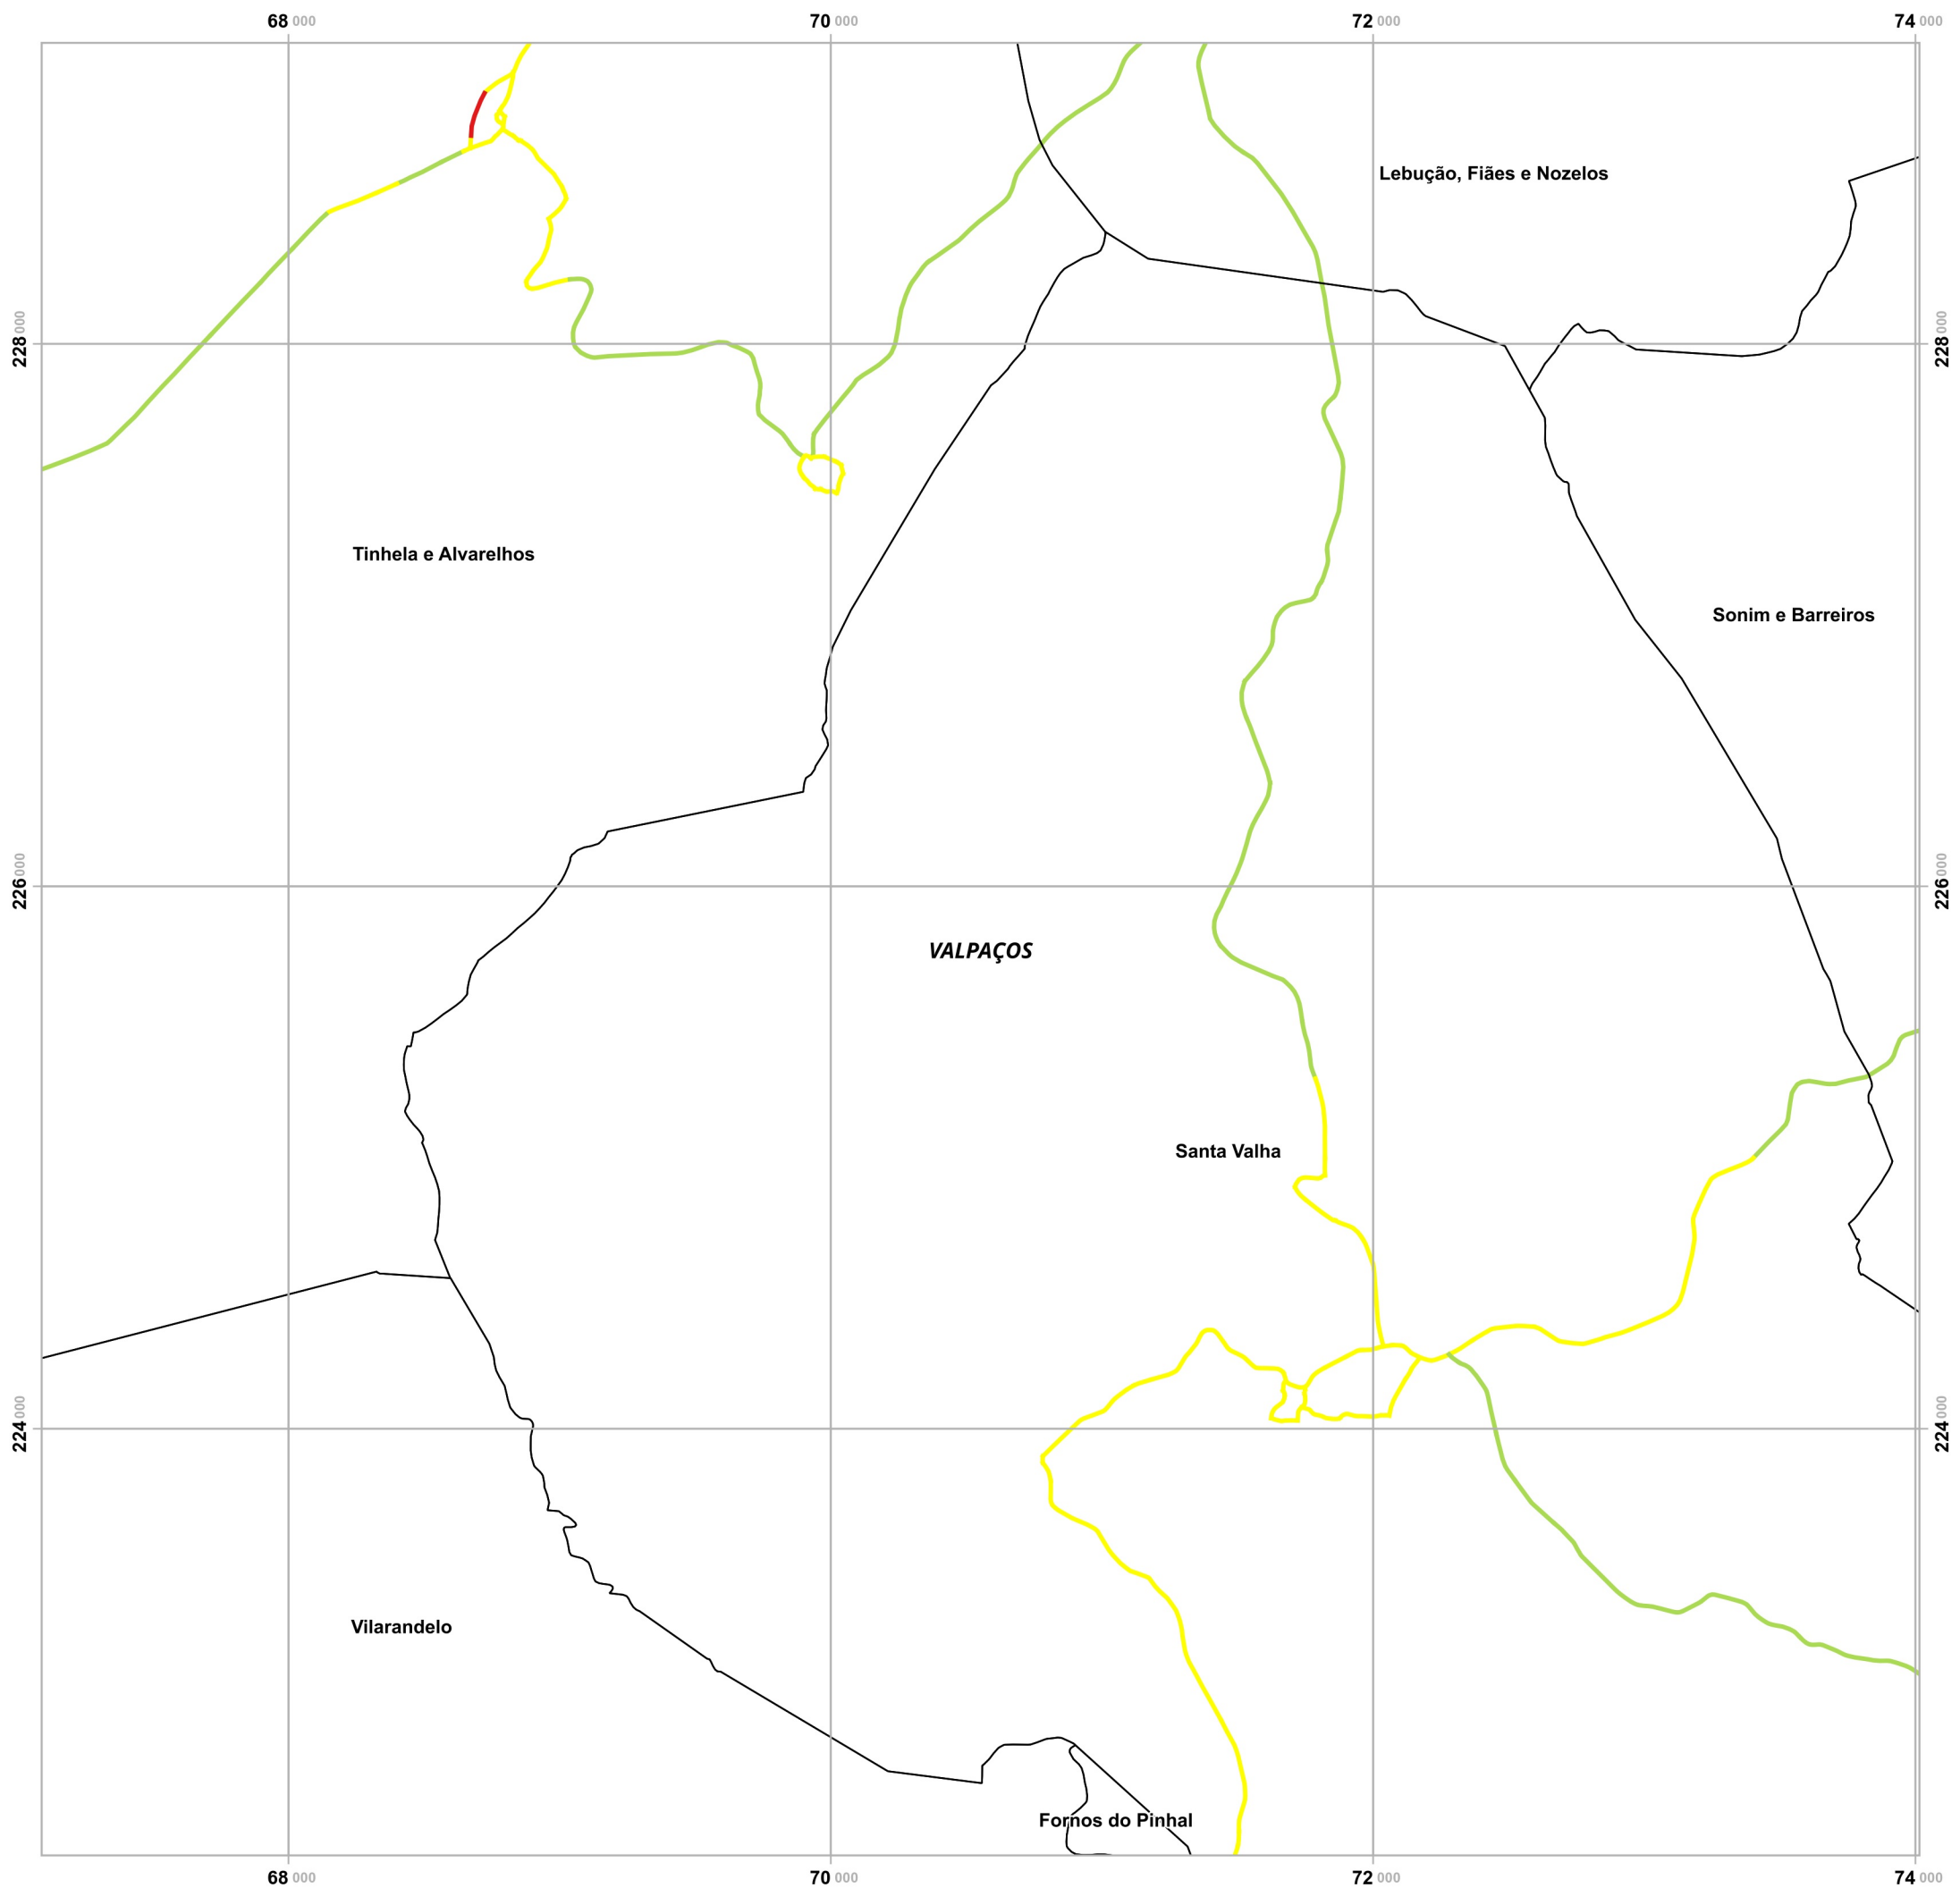 68 000 70 000 72 000 74 000
Lebução, Fiães e Nozelos
228 000 228 000
Tinhela e Alvarelhos
Sonim e Barreiros
226 000 226 000
VALPAÇOS
Santa Valha
224 000 224 000
Vilarandelo
Fornos do Pinhal
68 000 70 000 72 000 74 000